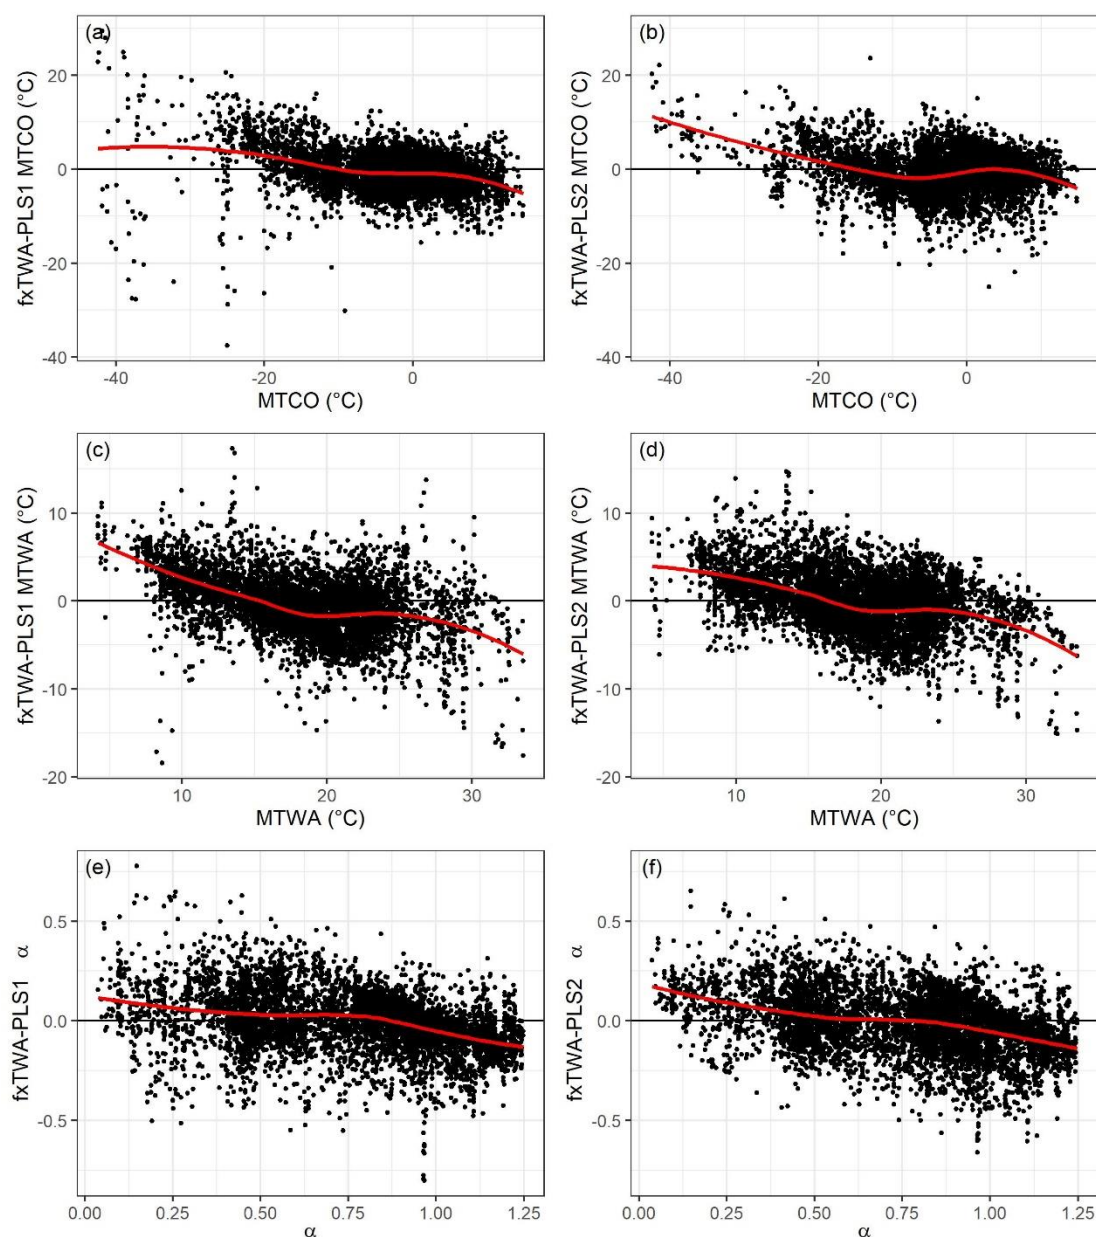 (a)
fxTWA-PLS1 MTCO (°C)
20
0
-20
-40
-40
-20
0
MTCO (°C)
(b)
fxTWA-PLS2 MTCO (°C)
20
0
-20
-40
-40
-20
0
MTCO (°C)
(c)
fxTWA-PLS1 MTWA (°C)
10
0
-10
-20
10
20
30
MTWA (°C)
(d)
fxTWA-PLS2 MTWA (°C)
10
0
-10
-20
10
20
30
MTWA (°C)
(e)
fxTWA-PLS1 α
0.5
0.0
-0.5
0.00
0.25
0.50
0.75
1.00
1.25
α
(f)
fxTWA-PLS2 α
0.5
0.0
-0.5
0.00
0.25
0.50
0.75
1.00
1.25
α